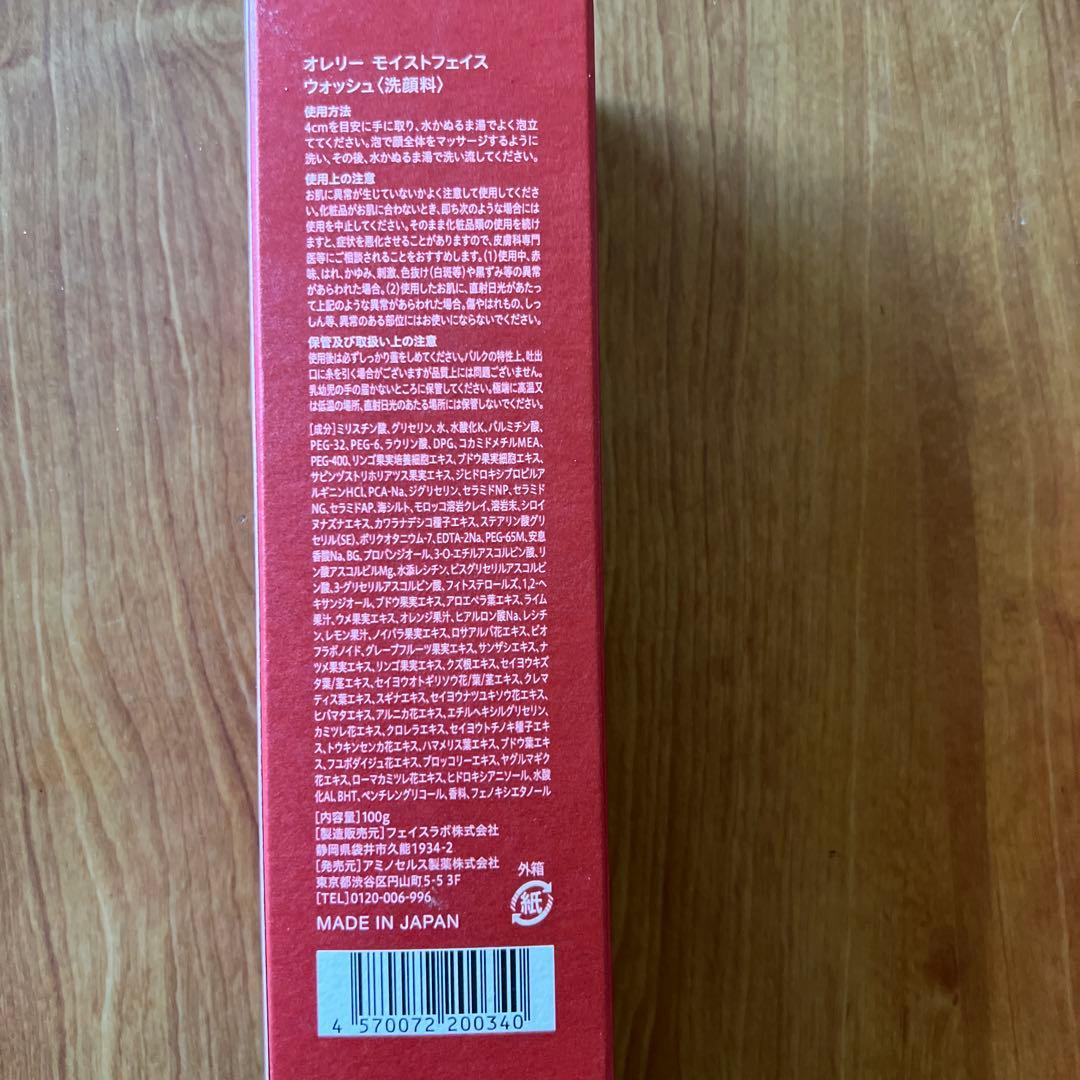 オレリー モイストフェイス
ウォッシュ〈洗顔料〉
使用方法
4cmを目安に手に取り、水かぬるま湯でよく泡立
ててください。泡で顔全体をマッサージするように
洗い、その後、水かぬるま湯で洗い流してください。
使用上の注意
お肌に異常が生じていないかよく注意して使用してくださ
い。化粧品がお肌に合わないとき、即ち次のような場合には
使用を中止してください。そのまま化粧品類の使用を続け
ますと、症状を悪化させることがありますので、皮膚科専門
医等にご相談されることをおすすめします。(1)使用中、赤
味、はれ、かゆみ、刺激、色抜け(白斑等)や黒ずみ等の異常
があらわれた場合。(2)使用したお肌に、直射日光があたっ
て上記のような異常があらわれた場合。傷やはれもの、しっ
しん等、異常のある部位にはお使いにならないでください。
保管及び取扱い上の注意
使用後は必ずしっかり蓋をしめてください。バルクの特性上、吐出
口に糸を引く場合がございますが品質上には問題ございません。
乳幼児の手の届かないところに保管してください。極端に高温又
は低温の場所、直射日光のあたる場所には保管しないでください。
[成分]ミリスチン酸、グリセリン、水、水酸化K、パルミチン酸、
PEG-32、PEG-6、ラウリン酸、DPG、コカミドメチルMEA、
PEG-400、リンゴ果実培養細胞エキス、ブドウ果実細胞エキス、
サピンヅストリホリアツス果実エキス、ジヒドロキシプロピルア
ルギニンHCl、PCA-Na、ジグリセリン、セラミドNP、セラミド
NG、セラミドAP、海シルト、モロッコ溶岩クレイ、溶岩末、シロイ
ヌナズナエキス、カワラナデシコ種子エキス、ステアリン酸グリ
セリル(SE)、ポリクオタニウム-7、EDTA-2Na、PEG-65M、安息
香酸Na、BG、プロパンジオール、3-O-エチルアスコルビン酸、リ
ン酸アスコルビルMg、水添レシチン、ビスグリセリルアスコルビ
ン酸、3-グリセリルアスコルビン酸、フィトステロールズ、1,2-ヘ
キサンジオール、ブドウ果実エキス、アロエベラ葉エキス、ライム
果汁、ウメ果実エキス、オレンジ果汁、ヒアルロン酸Na、レシチ
ン、レモン果汁、ノイバラ果実エキス、ロサアルバ花エキス、ビオ
フラボノイド、グレープフルーツ果実エキス、サンザシエキス、ナ
ツメ果実エキス、リンゴ果実エキス、クズ根エキス、セイヨウキズ
タ葉/茎エキス、セイヨウオトギリソウ花/葉/茎エキス、クレマ
ティス葉エキス、スギナエキス、セイヨウナツユキソウ花エキス、
ヒバマタエキス、アルニカ花エキス、エチルヘキシルグリセリン、
カミツレ花エキス、クロレラエキス、セイヨウトチノキ種子エキ
ス、トウキンセンカ花エキス、ハマメリス葉エキス、ブドウ葉エキ
ス、フユボダイジュ花エキス、ブロッコリーエキス、ヤグルマギク
花エキス、ローマカミツレ花エキス、ヒドロキシアニソール、水酸
化Al、BHT、ペンチレングリコール、香料、フェノキシエタノール
[内容量]100g
[製造販売元]フェイスラボ株式会社
静岡県袋井市久能1934-2
[発売元]アミノセルス製薬株式会社
東京都渋谷区円山町5-5 3F
[TEL]0120-006-996
MADE IN JAPAN
外箱
紙
4 570072 200340